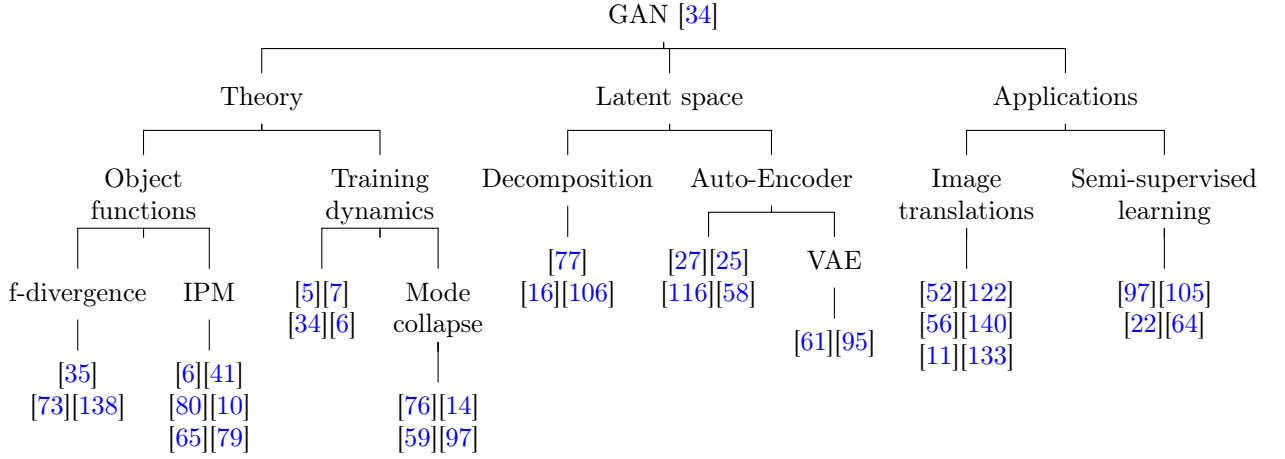 GAN [34]
Theory
Latent space
Applications
Object
functions
Training
dynamics
Decomposition
Auto-Encoder
Image
translations
Semi-supervised
learning
f-divergence
IPM
[5][7]
[34][6]
Mode
collapse
[77]
[16][106]
[27][25]
[116][58]
VAE
[61][95]
[52][122]
[56][140]
[11][133]
[97][105]
[22][64]
[35]
[73][138]
[6][41]
[80][10]
[65][79]
[76][14]
[59][97]